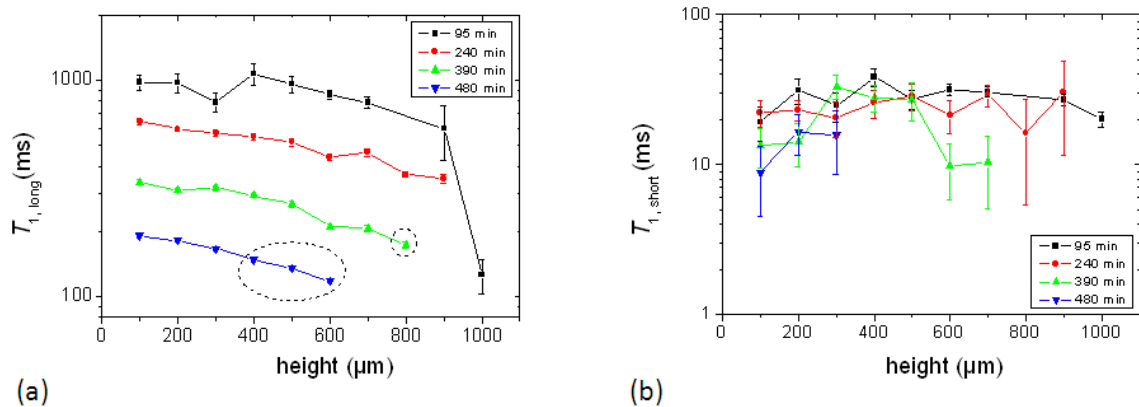 T1, long (ms)
1000
100
0 200 400 600 800 1000
height (µm)
95 min
240 min
390 min
480 min
(a)
T1, short (ms)
100
10
1
0 200 400 600 800 1000
height (µm)
95 min
240 min
390 min
480 min
(b)